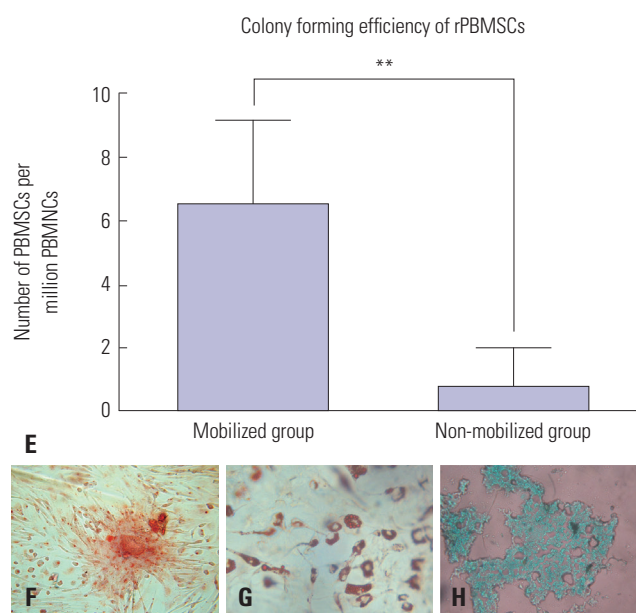 Colony forming efficiency of rPBMSCs
**
10
8
6
4
2
0
Number of PBMSCs per
million PBMNCs
Mobilized group
Non-mobilized group
E
F
G
H